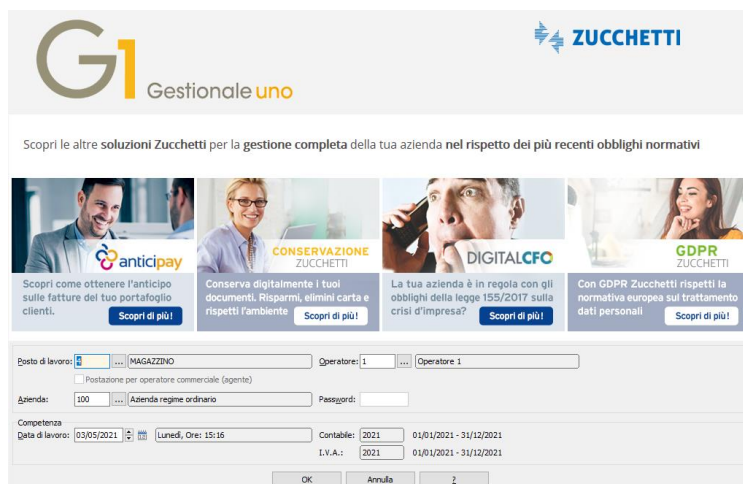 G1 Gestionale uno
ZUCCHETTI
Scopri le altre soluzioni Zucchetti per la gestione completa della tua azienda nel rispetto dei più recenti obblighi normativi
anticipay
Scopri come ottenere l'anticipo
sulle fatture del tuo portafoglio
clienti.
Scopri di più!
CONSERVAZIONE
ZUCCHETTI
Conserva digitalmente i tuoi
documenti. Risparmi, elimini carta e
rispetti l'ambiente
Scopri di più!
DIGITALCFO
La tua azienda è in regola con gli
obblighi della legge 155/2017 sulla
crisi d'impresa?
Scopri di più!
GDPR
ZUCCHETTI
Con GDPR Zucchetti rispetti la
normativa europea sul trattamento
dati personali
Scopri di più!
Posto di lavoro: 4 ... MAGAZZINO Operatore: 1 ... Operatore 1
Postazione per operatore commerciale (agente)
Azienda: 100 ... Azienda regime ordinario Password:
Competenza
Data di lavoro: 03/05/2021 Lunedì, Ore: 15:16 Contabile: 2021 01/01/2021 - 31/12/2021
I.V.A.: 2021 01/01/2021 - 31/12/2021
OK Annulla ?